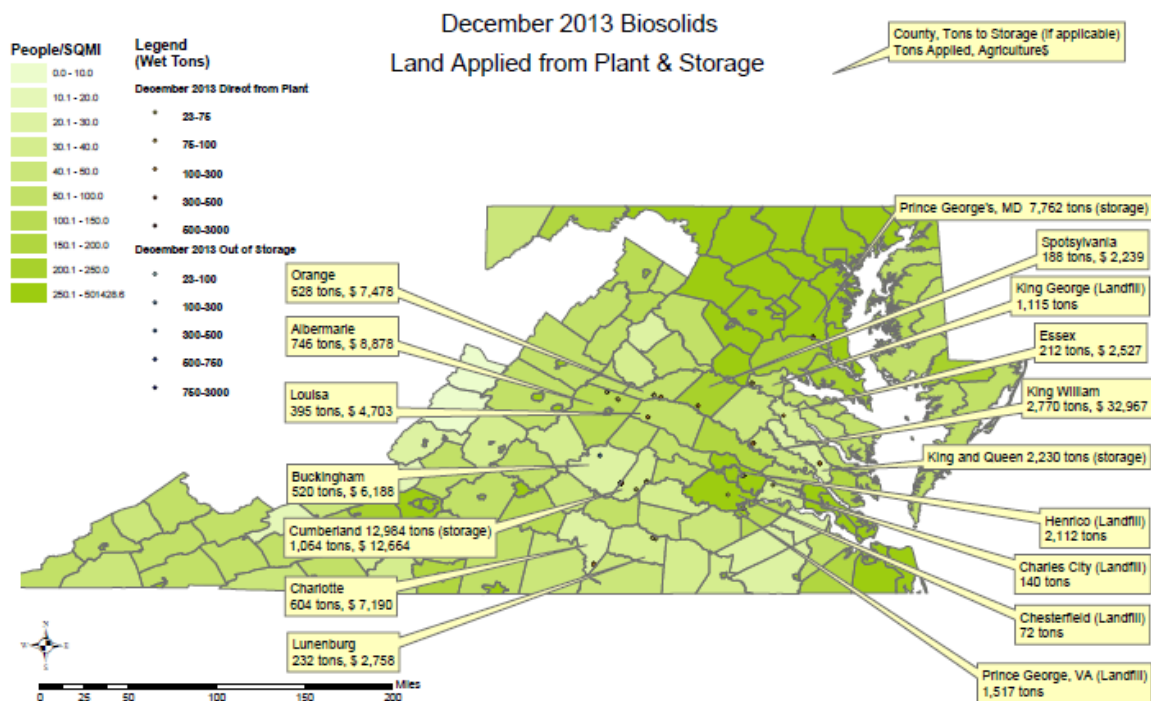 December 2013 Biosolids
Land Applied from Plant & Storage
County, Tons to Storage (if applicable)
Tons Applied, Agriculture$
People/SQMI
0.0 - 10.0
10.1 - 20.0
20.1 - 30.0
30.1 - 40.0
40.1 - 50.0
50.1 - 100.0
100.1 - 150.0
150.1 - 200.0
200.1 - 250.0
250.1 - 501428.6
Legend
(Wet Tons)
December 2013 Direct from Plant
23-75
75-100
100-300
300-500
600-3000
December 2013 Out of Storage
23-100
100-300
300-500
600-750
750-3000
Orange
628 tons, $ 7,478
Albermarle
746 tons, $ 8,878
Louisa
395 tons, $ 4,703
Buckingham
520 tons, $ 6,188
Cumberland 12,984 tons (storage)
1,064 tons, $ 12,664
Charlotte
604 tons, $ 7,190
Lunenburg
232 tons, $ 2,758
Prince George's, MD 7,762 tons (storage)
Spotsylvania
188 tons, $ 2,239
King George (Landfill)
1,115 tons
Essex
212 tons, $ 2,527
King William
2,770 tons, $ 32,967
King and Queen 2,230 tons (storage)
Henrico (Landfill)
2,112 tons
Charles City (Landfill)
140 tons
Chesterfield (Landfill)
72 tons
Prince George, VA (Landfill)
1,517 tons
N
W E
S
Miles
0 25 50 100 150 200